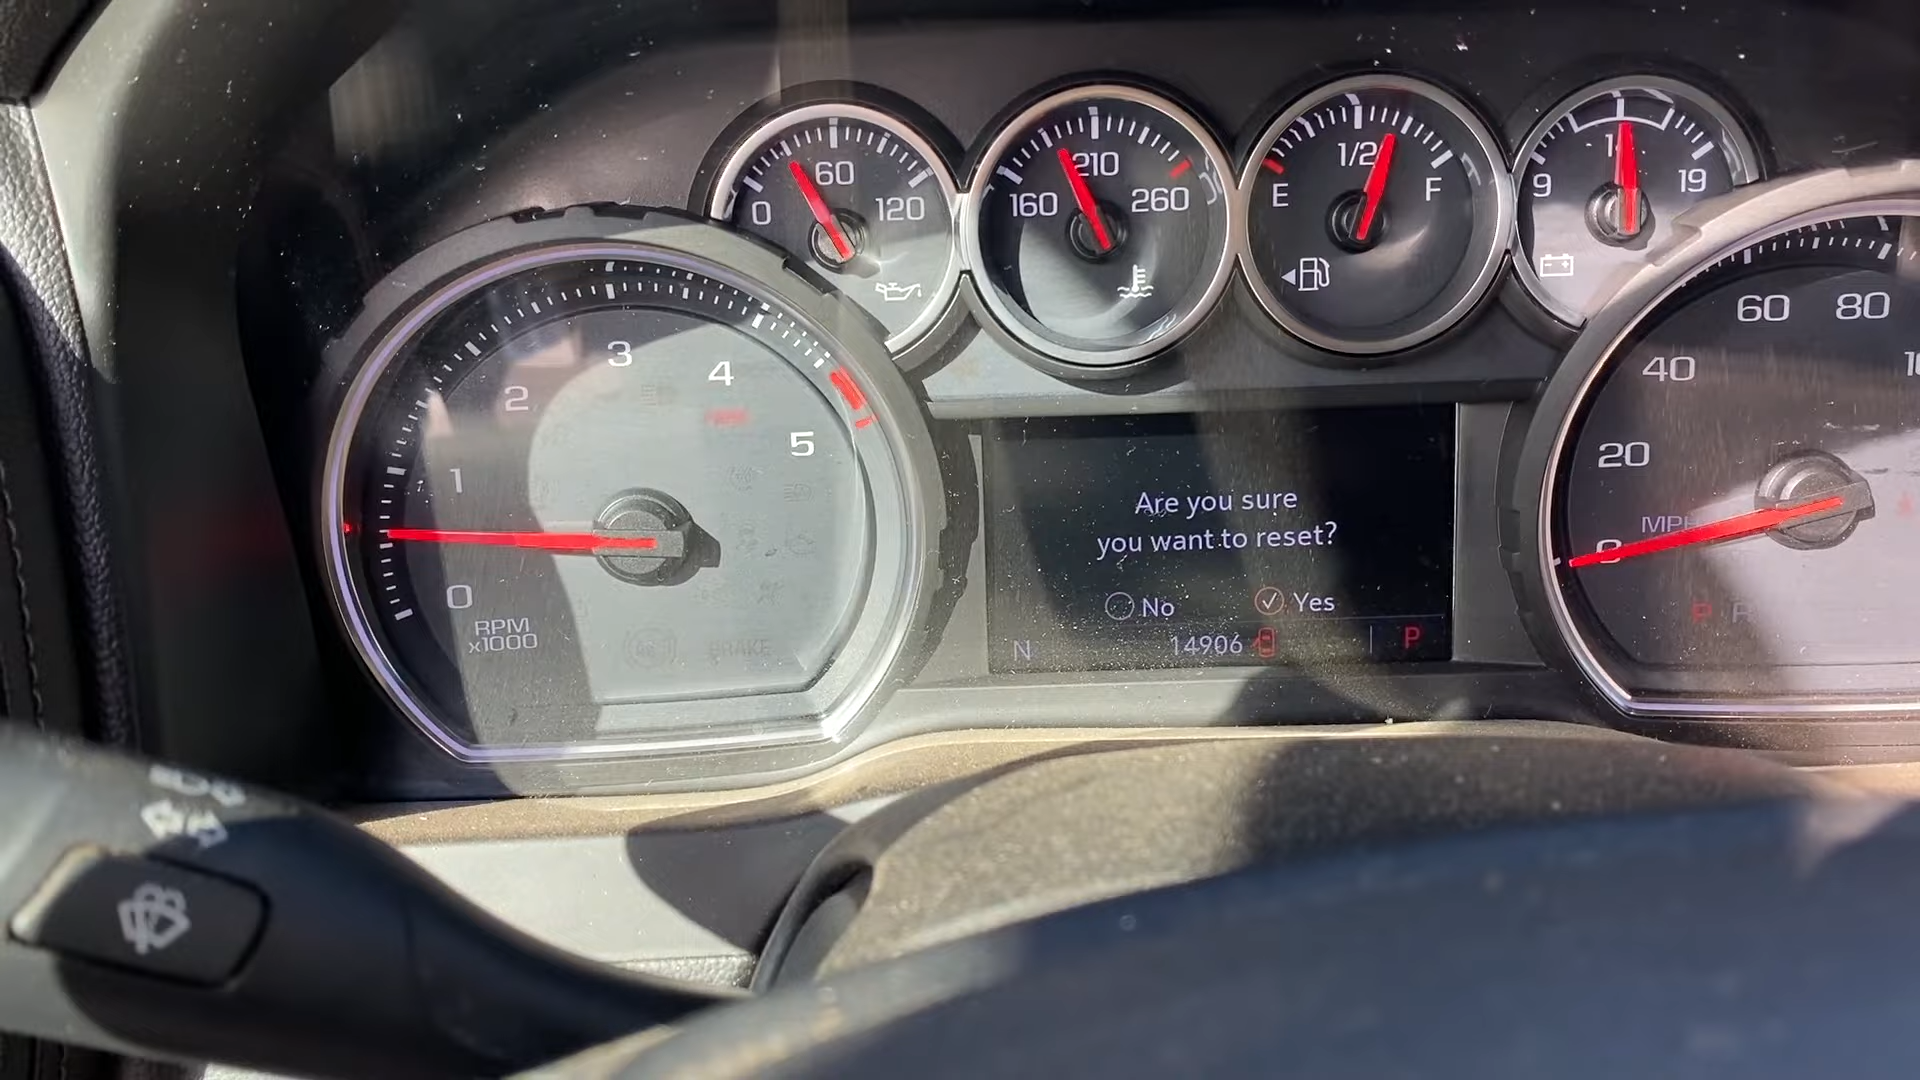 0 60 120
160 210 260
E 1/2 F
9 19
0 1 2 3 4 5
RPM
x1000
BRAKE
Are you sure
you want to reset?
No Yes
N 14906 P
0 20 40 60 80
MPH
P